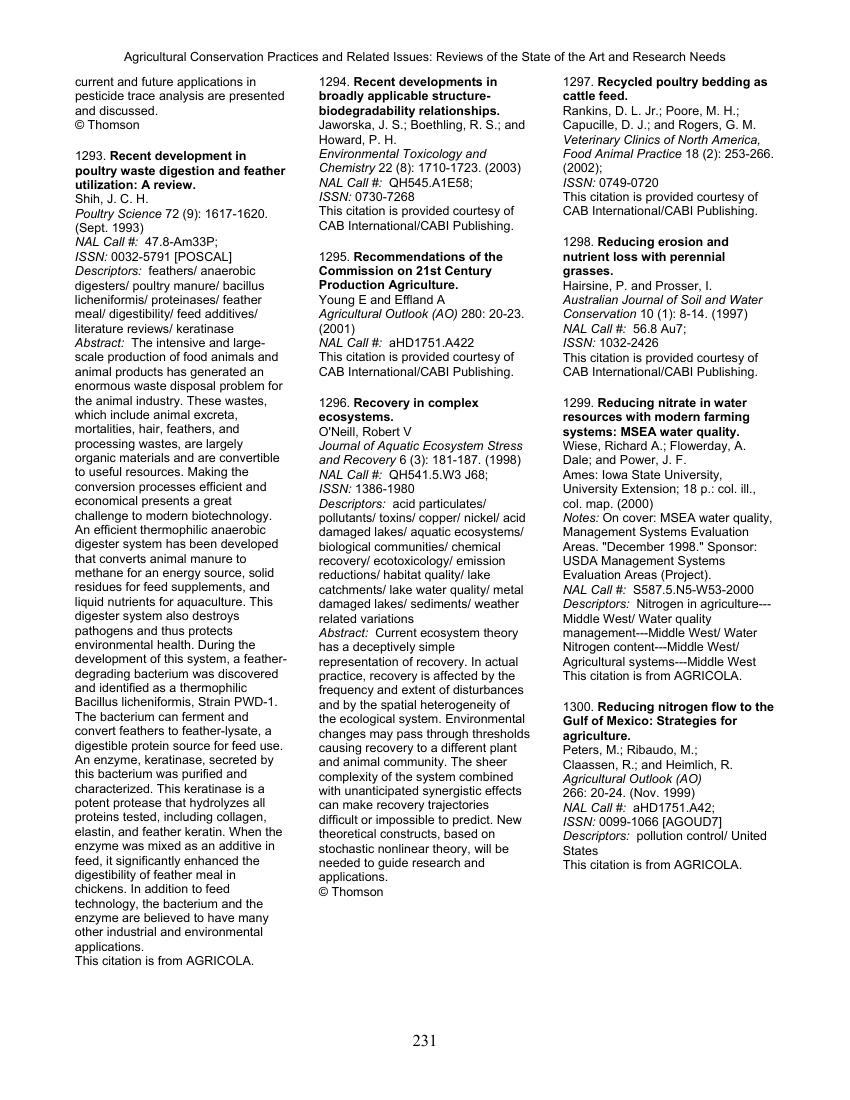 Agricultural Conservation Practices and Related Issues: Reviews of the State of the Art and Research Needs
current and future applications in
pesticide trace analysis are presented
and discussed.
© Thomson
1293. Recent development in
poultry waste digestion and feather
utilization: A review.
Shih, J. C. H.
Poultry Science 72 (9): 1617-1620.
(Sept. 1993)
NAL Call #: 47.8-Am33P;
ISSN: 0032-5791 [POSCAL]
Descriptors: feathers/ anaerobic
digesters/ poultry manure/ bacillus
licheniformis/ proteinases/ feather
meal/ digestibility/ feed additives/
literature reviews/ keratinase
Abstract: The intensive and large-
scale production of food animals and
animal products has generated an
enormous waste disposal problem for
the animal industry. These wastes,
which include animal excreta,
mortalities, hair, feathers, and
processing wastes, are largely
organic materials and are convertible
to useful resources. Making the
conversion processes efficient and
economical presents a great
challenge to modern biotechnology.
An efficient thermophilic anaerobic
digester system has been developed
that converts animal manure to
methane for an energy source, solid
residues for feed supplements, and
liquid nutrients for aquaculture. This
digester system also destroys
pathogens and thus protects
environmental health. During the
development of this system, a feather-
degrading bacterium was discovered
and identified as a thermophilic
Bacillus licheniformis, Strain PWD-1.
The bacterium can ferment and
convert feathers to feather-lysate, a
digestible protein source for feed use.
An enzyme, keratinase, secreted by
this bacterium was purified and
characterized. This keratinase is a
potent protease that hydrolyzes all
proteins tested, including collagen,
elastin, and feather keratin. When the
enzyme was mixed as an additive in
feed, it significantly enhanced the
digestibility of feather meal in
chickens. In addition to feed
technology, the bacterium and the
enzyme are believed to have many
other industrial and environmental
applications.
This citation is from AGRICOLA.
1294. Recent developments in
broadly applicable structure-
biodegradability relationships.
Jaworska, J. S.; Boethling, R. S.; and
Howard, P. H.
Environmental Toxicology and
Chemistry 22 (8): 1710-1723. (2003)
NAL Call #: QH545.A1E58;
ISSN: 0730-7268
This citation is provided courtesy of
CAB International/CABI Publishing.
1295. Recommendations of the
Commission on 21st Century
Production Agriculture.
Young E and Effland A
Agricultural Outlook (AO) 280: 20-23.
(2001)
NAL Call #: aHD1751.A422
This citation is provided courtesy of
CAB International/CABI Publishing.
1296. Recovery in complex
ecosystems.
O'Neill, Robert V
Journal of Aquatic Ecosystem Stress
and Recovery 6 (3): 181-187. (1998)
NAL Call #: QH541.5.W3 J68;
ISSN: 1386-1980
Descriptors: acid particulates/
pollutants/ toxins/ copper/ nickel/ acid
damaged lakes/ aquatic ecosystems/
biological communities/ chemical
recovery/ ecotoxicology/ emission
reductions/ habitat quality/ lake
catchments/ lake water quality/ metal
damaged lakes/ sediments/ weather
related variations
Abstract: Current ecosystem theory
has a deceptively simple
representation of recovery. In actual
practice, recovery is affected by the
frequency and extent of disturbances
and by the spatial heterogeneity of
the ecological system. Environmental
changes may pass through thresholds
causing recovery to a different plant
and animal community. The sheer
complexity of the system combined
with unanticipated synergistic effects
can make recovery trajectories
difficult or impossible to predict. New
theoretical constructs, based on
stochastic nonlinear theory, will be
needed to guide research and
applications.
© Thomson
1297. Recycled poultry bedding as
cattle feed.
Rankins, D. L. Jr.; Poore, M. H.;
Capucille, D. J.; and Rogers, G. M.
Veterinary Clinics of North America,
Food Animal Practice 18 (2): 253-266.
(2002);
ISSN: 0749-0720
This citation is provided courtesy of
CAB International/CABI Publishing.
1298. Reducing erosion and
nutrient loss with perennial
grasses.
Hairsine, P. and Prosser, I.
Australian Journal of Soil and Water
Conservation 10 (1): 8-14. (1997)
NAL Call #: 56.8 Au7;
ISSN: 1032-2426
This citation is provided courtesy of
CAB International/CABI Publishing.
1299. Reducing nitrate in water
resources with modern farming
systems: MSEA water quality.
Wiese, Richard A.; Flowerday, A.
Dale; and Power, J. F.
Ames: Iowa State University,
University Extension; 18 p.: col. ill.,
col. map. (2000)
Notes: On cover: MSEA water quality,
Management Systems Evaluation
Areas. "December 1998." Sponsor:
USDA Management Systems
Evaluation Areas (Project).
NAL Call #: S587.5.N5-W53-2000
Descriptors: Nitrogen in agriculture---
Middle West/ Water quality
management---Middle West/ Water
Nitrogen content---Middle West/
Agricultural systems---Middle West
This citation is from AGRICOLA.
1300. Reducing nitrogen flow to the
Gulf of Mexico: Strategies for
agriculture.
Peters, M.; Ribaudo, M.;
Claassen, R.; and Heimlich, R.
Agricultural Outlook (AO)
266: 20-24. (Nov. 1999)
NAL Call #: aHD1751.A42;
ISSN: 0099-1066 [AGOUD7]
Descriptors: pollution control/ United
States
This citation is from AGRICOLA.
231